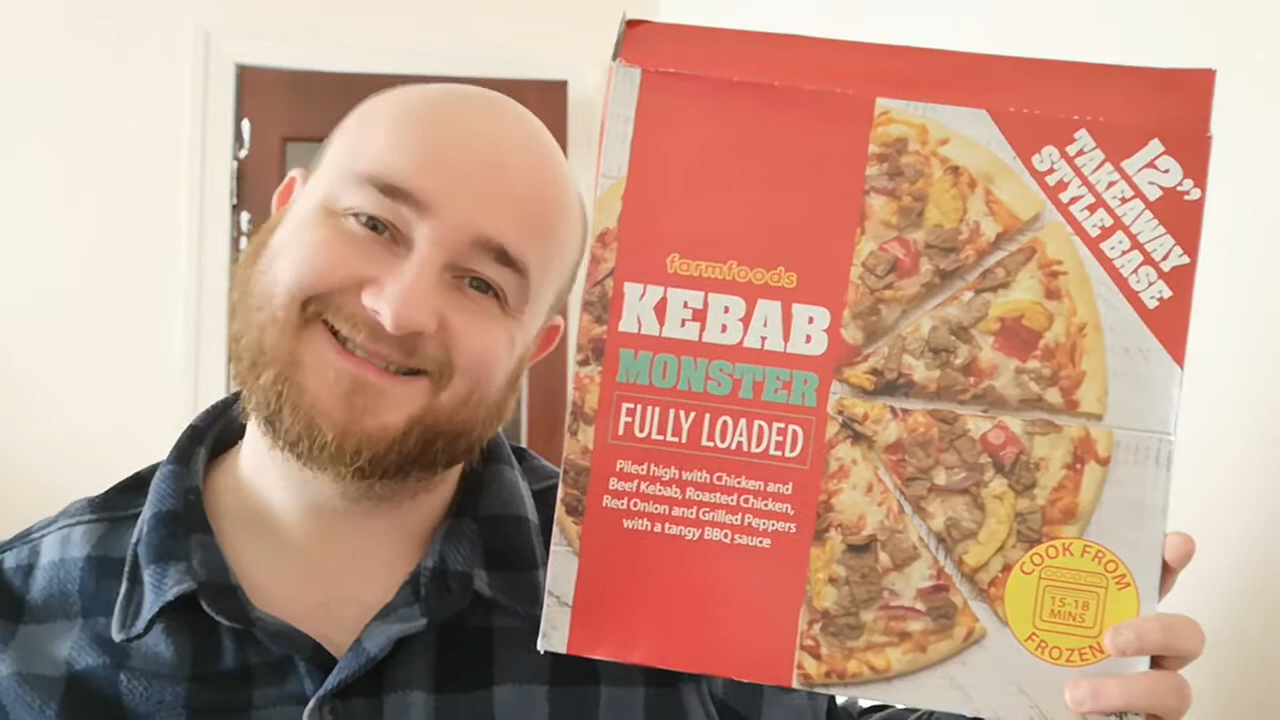 farmfoods
KEBAB
MONSTER
FULLY LOADED
Piled high with Chicken and
Beef Kebab, Roasted Chicken,
Red Onion and Grilled Peppers
with a tangy BBQ sauce
12”
TAKEAWAY
STYLE BASE
COOK FROM
15-18
MINS
FROZEN